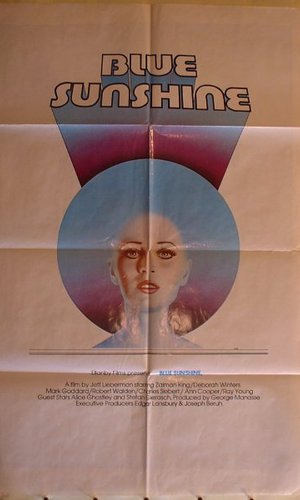 BLUE
SUNSHINE
Ellanby Films presents BLUE SUNSHINE.
A film by Jeff Lieberman starring Zalman King/Deborah Winters
Mark Goddard/Robert Walden/Charles Siebert/Ann Cooper/Ray Young
Guest Stars Alice Ghostley and Stefan Gierasch, Produced by George Manasse
Executive Producers Edgar Lansbury & Joseph Beruh